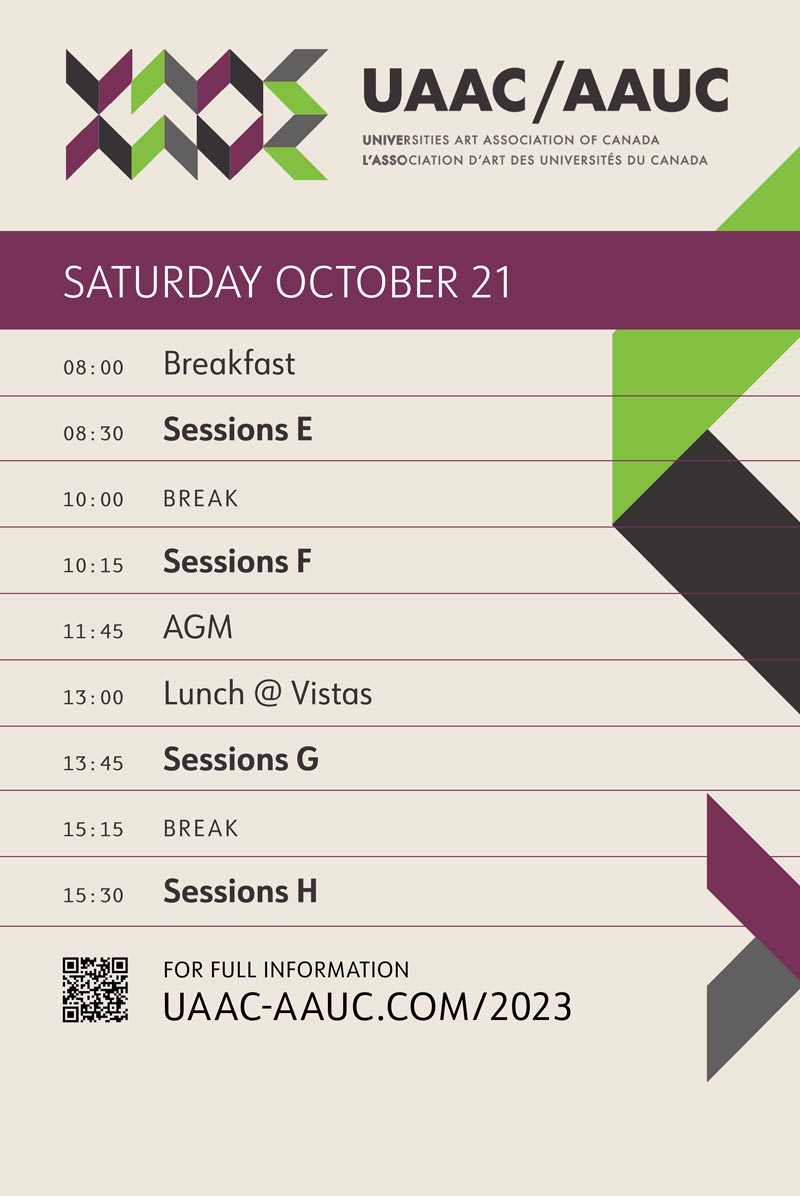 UAAC/AAUC
UNIVERSITIES ART ASSOCIATION OF CANADA
L'ASSOCIATION D'ART DES UNIVERSITÉS DU CANADA
SATURDAY OCTOBER 21
08:00 Breakfast
08:30 Sessions E
10:00 BREAK
10:15 Sessions F
11:45 AGM
13:00 Lunch @ Vistas
13:45 Sessions G
15:15 BREAK
15:30 Sessions H
FOR FULL INFORMATION
UAAC-AAUC.COM/2023